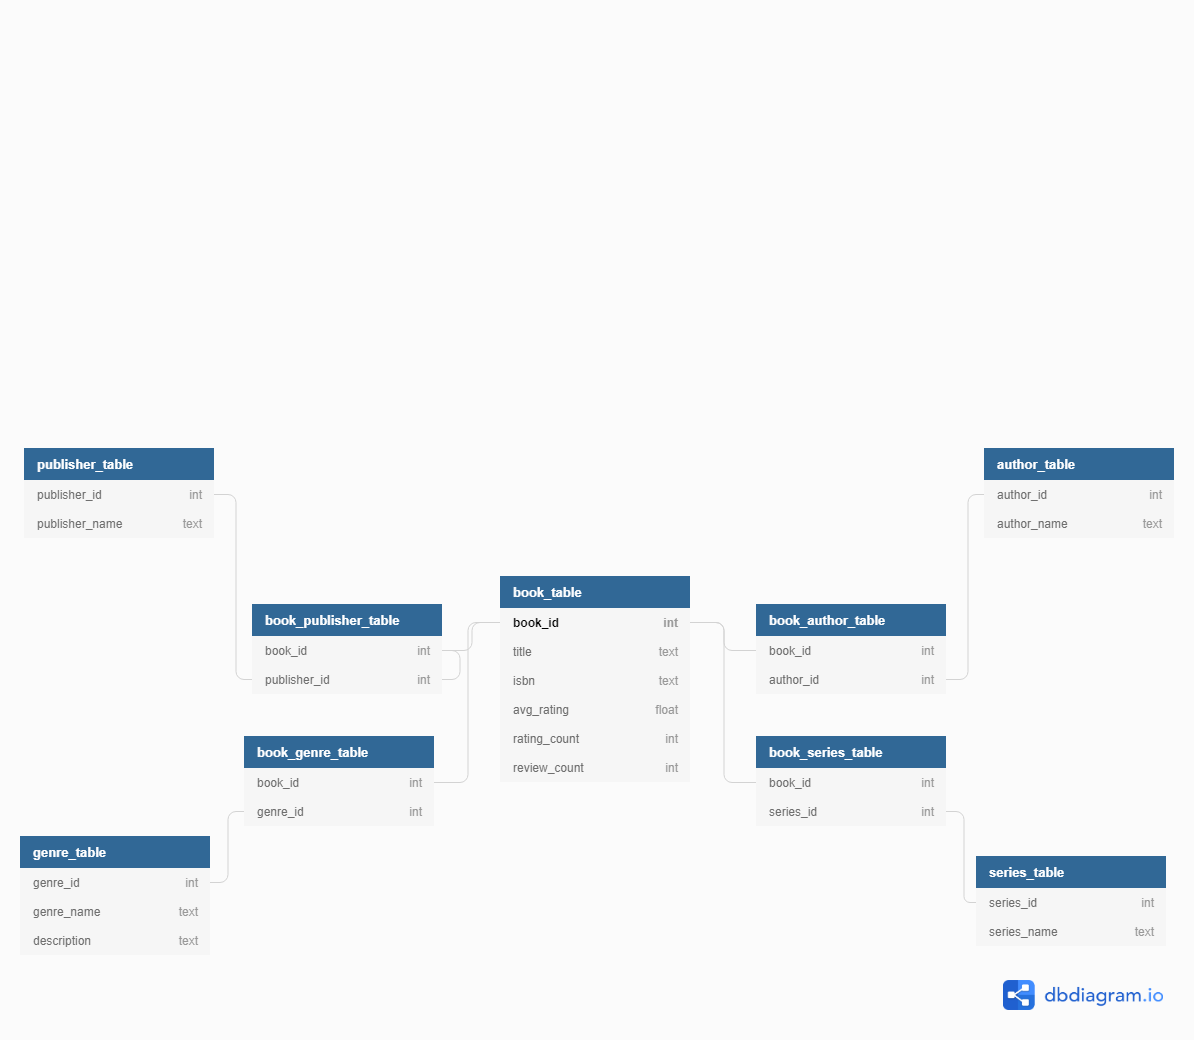 publisher_table
publisher_id int
publisher_name text
author_table
author_id int
author_name text
book_table
book_id int
title text
isbn text
avg_rating float
rating_count int
review_count int
book_publisher_table
book_id int
publisher_id int
book_author_table
book_id int
author_id int
book_genre_table
book_id int
genre_id int
book_series_table
book_id int
series_id int
genre_table
genre_id int
genre_name text
description text
series_table
series_id int
series_name text
dbdiagram.io